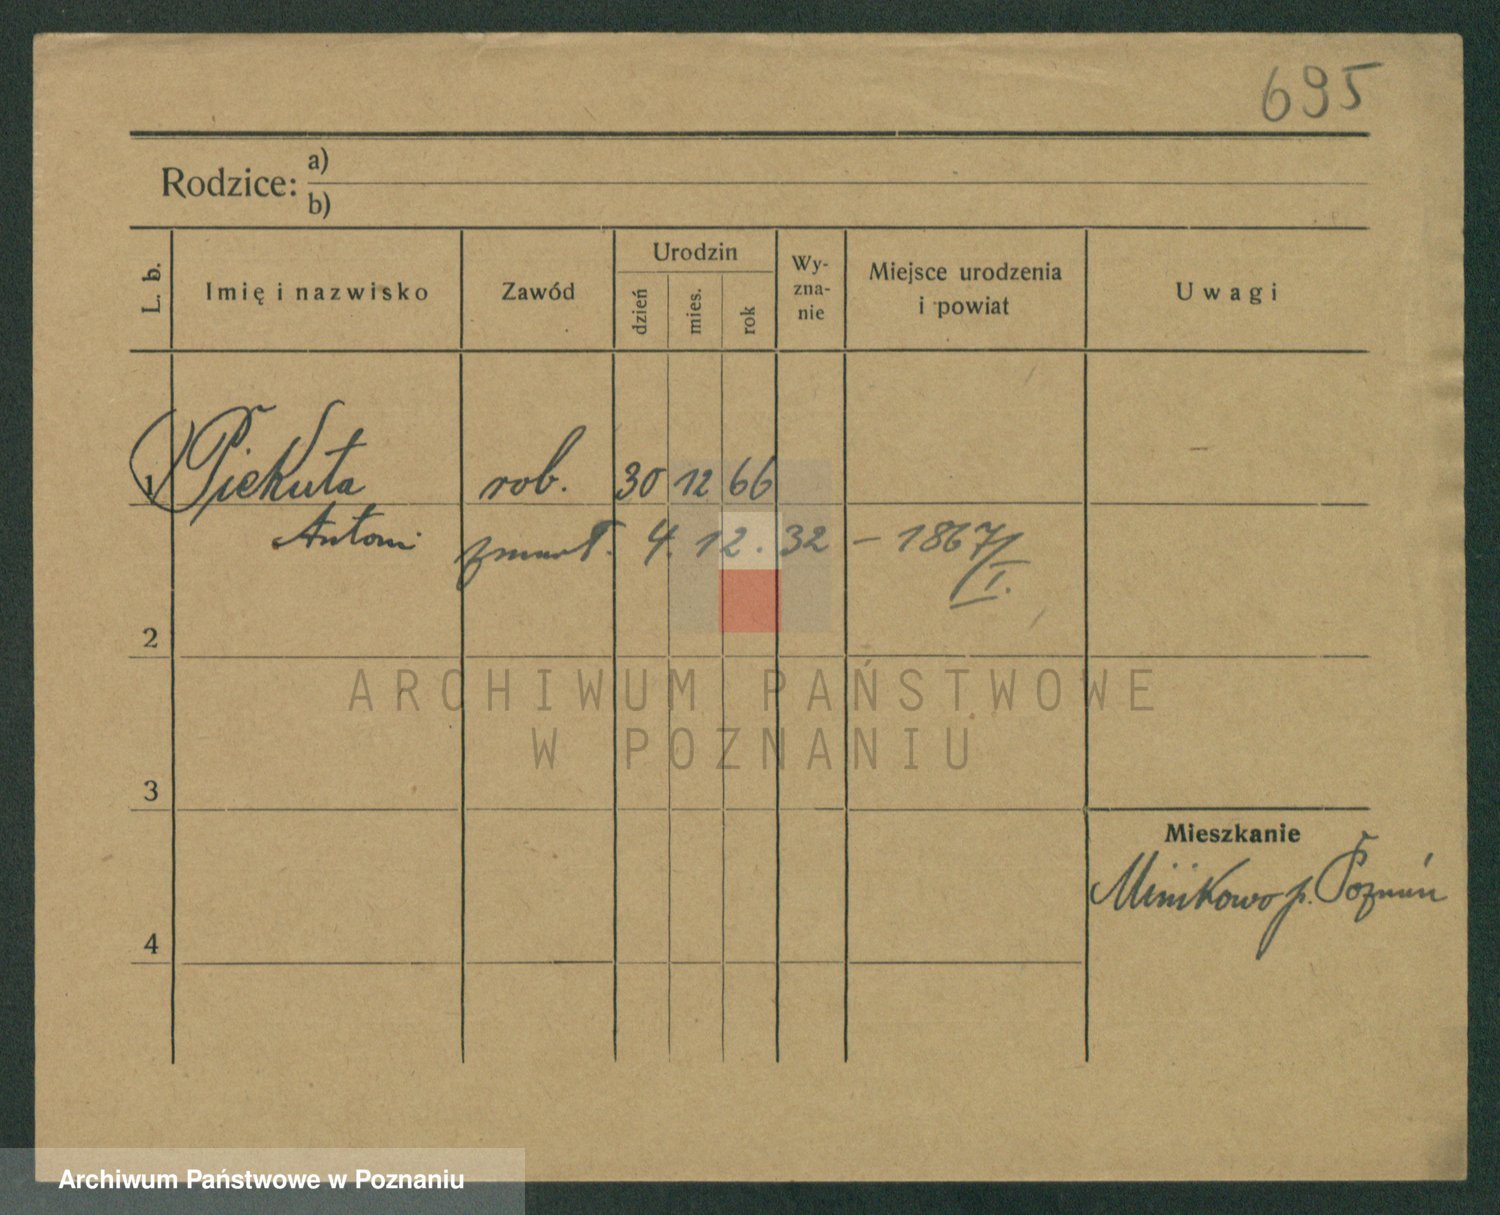 695
Rodzice: a)
b)
L. b.
Imię i nazwisko
Zawód
Urodzin
dzień
mies.
rok
Wy-
zna-
nie
Miejsce urodzenia
i powiat
Uwagi
1 Piekuta rob. 30 12 66 –
Antoni zmarł. 4. 12. 32 – 1867/I.
2
3
4
Mieszkanie
Minikowo p. Poznań
ARCHIWUM PAŃSTWOWE
W POZNANIU
Archiwum Państwowe w Poznaniu